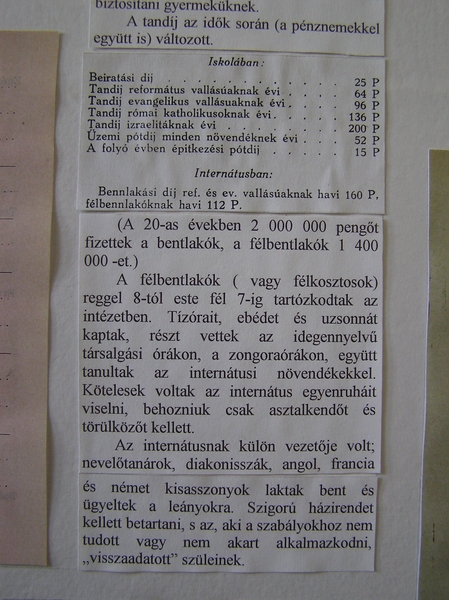 biztosítani gyermeküknek.
A tandij az idők során (a pénznemekkel
együtt is) változott.
Iskolában:
Beiratási díj . . . . . . . . . . . 25 P
Tandíj református vallásúaknak évi . . . . 64 P
Tandíj evangelikus vallásuaknak évi . . . . 96 P
Tandíj római katholikusoknak évi. . . . . 136 P
Tandíj izraelitáknak évi . . . . . . . 200 P
Üzemi pótdíj minden növendéknek évi . . . 52 P
A folyó évben épitkezési pótdíj . . . . . 15 P
Internátusban:
Bennlakási díj ref. és ev. vallásúaknak havi 160 P,
félbennlakóknak havi 112 P.
(A 20-as években 2 000 000 pengőt
fizettek a bentlakók, a félbentlakók 1 400
000 -et.)
A félbentlakók ( vagy félkosztosok)
reggel 8-tól este fél 7-ig tartózkodtak az
intézetben. Tízórait, ebédet és uzsonnát
kaptak, részt vettek az idegennyelvű
társalgási órákon, a zongoraórákon, együtt
tanultak az internátusi növendékekkel.
Kötelesek voltak az internátus egyenruháit
viselni, behozniuk csak asztalkendőt és
törülközőt kellett.
Az internátusnak külön vezetője volt;
nevelőtanárok, diakonisszák, angol, francia
és német kisasszonyok laktak bent és
ügyeltek a leányokra. Szigorú házirendet
kellett betartani, s az, aki a szabályokhoz nem
tudott vagy nem akart alkalmazkodni,
„visszaadatott” szüleinek.